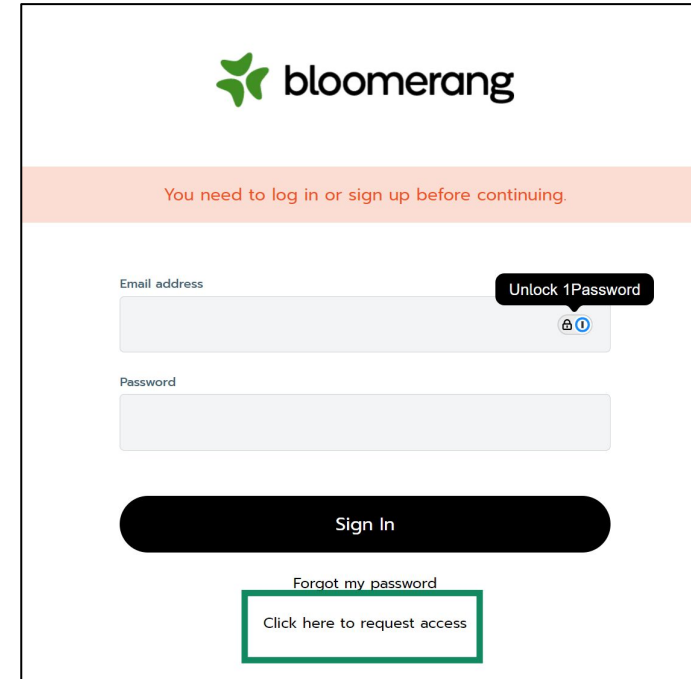 bloomerang
You need to log in or sign up before continuing.
Email address
Unlock 1Password
Password
Sign In
Forgot my password
Click here to request access